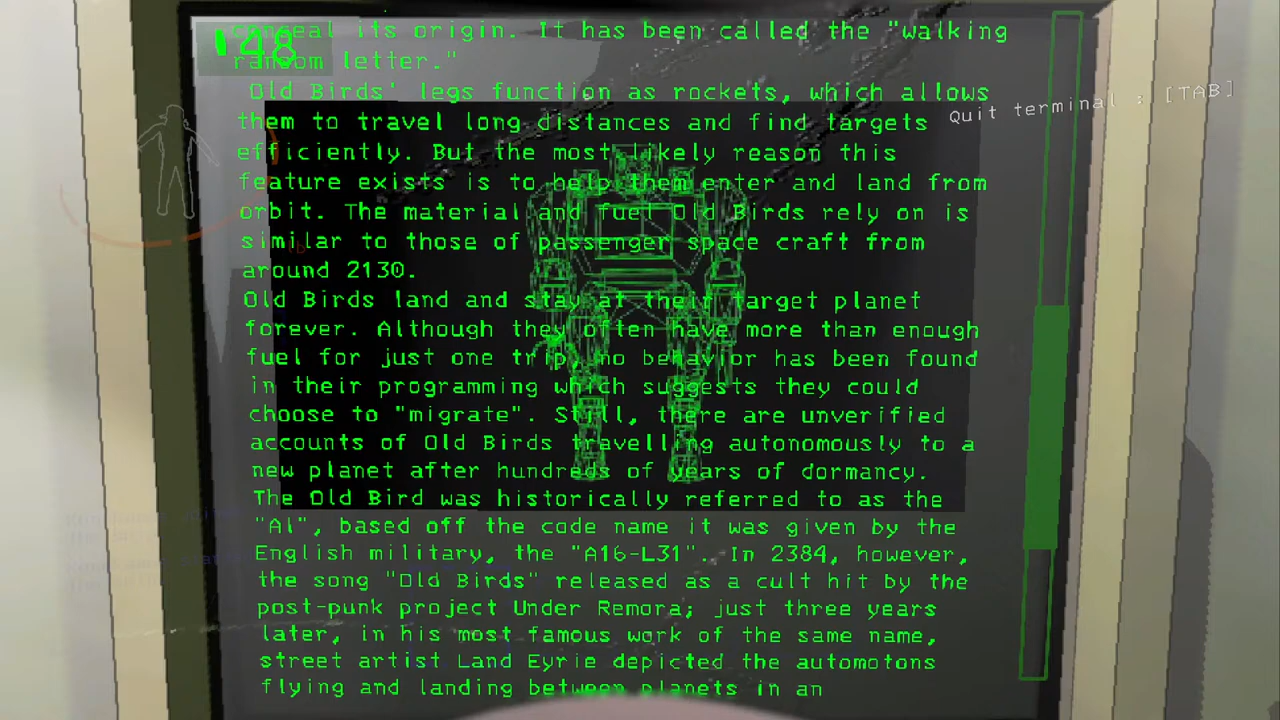 conceal its origin. It has been called the "walking
random letter."
148
Old Birds' legs function as rockets, which allows
them to travel long distances and find targets
efficiently. But the most likely reason this
feature exists is to help them enter and land from
orbit. The material and fuel Old Birds rely on is
similar to those of passenger space craft from
around 2130.
Old Birds land and stay at their target planet
forever. Although they often have more than enough
fuel for just one trip, no behavior has been found
in their programming which suggests they could
choose to "migrate". Still, there are unverified
accounts of Old Birds travelling autonomously to a
new planet after hundreds of years of dormancy.
The Old Bird was historically referred to as the
"Al", based off the code name it was given by the
English military, the "A16-L31". In 2384, however,
the song "Old Birds" released as a cult hit by the
post-punk project Under Remora; just three years
later, in his most famous work of the same name,
street artist Land Eyrie depicted the automotons
flying and landing between planets in an
Quit terminal : [TAB]